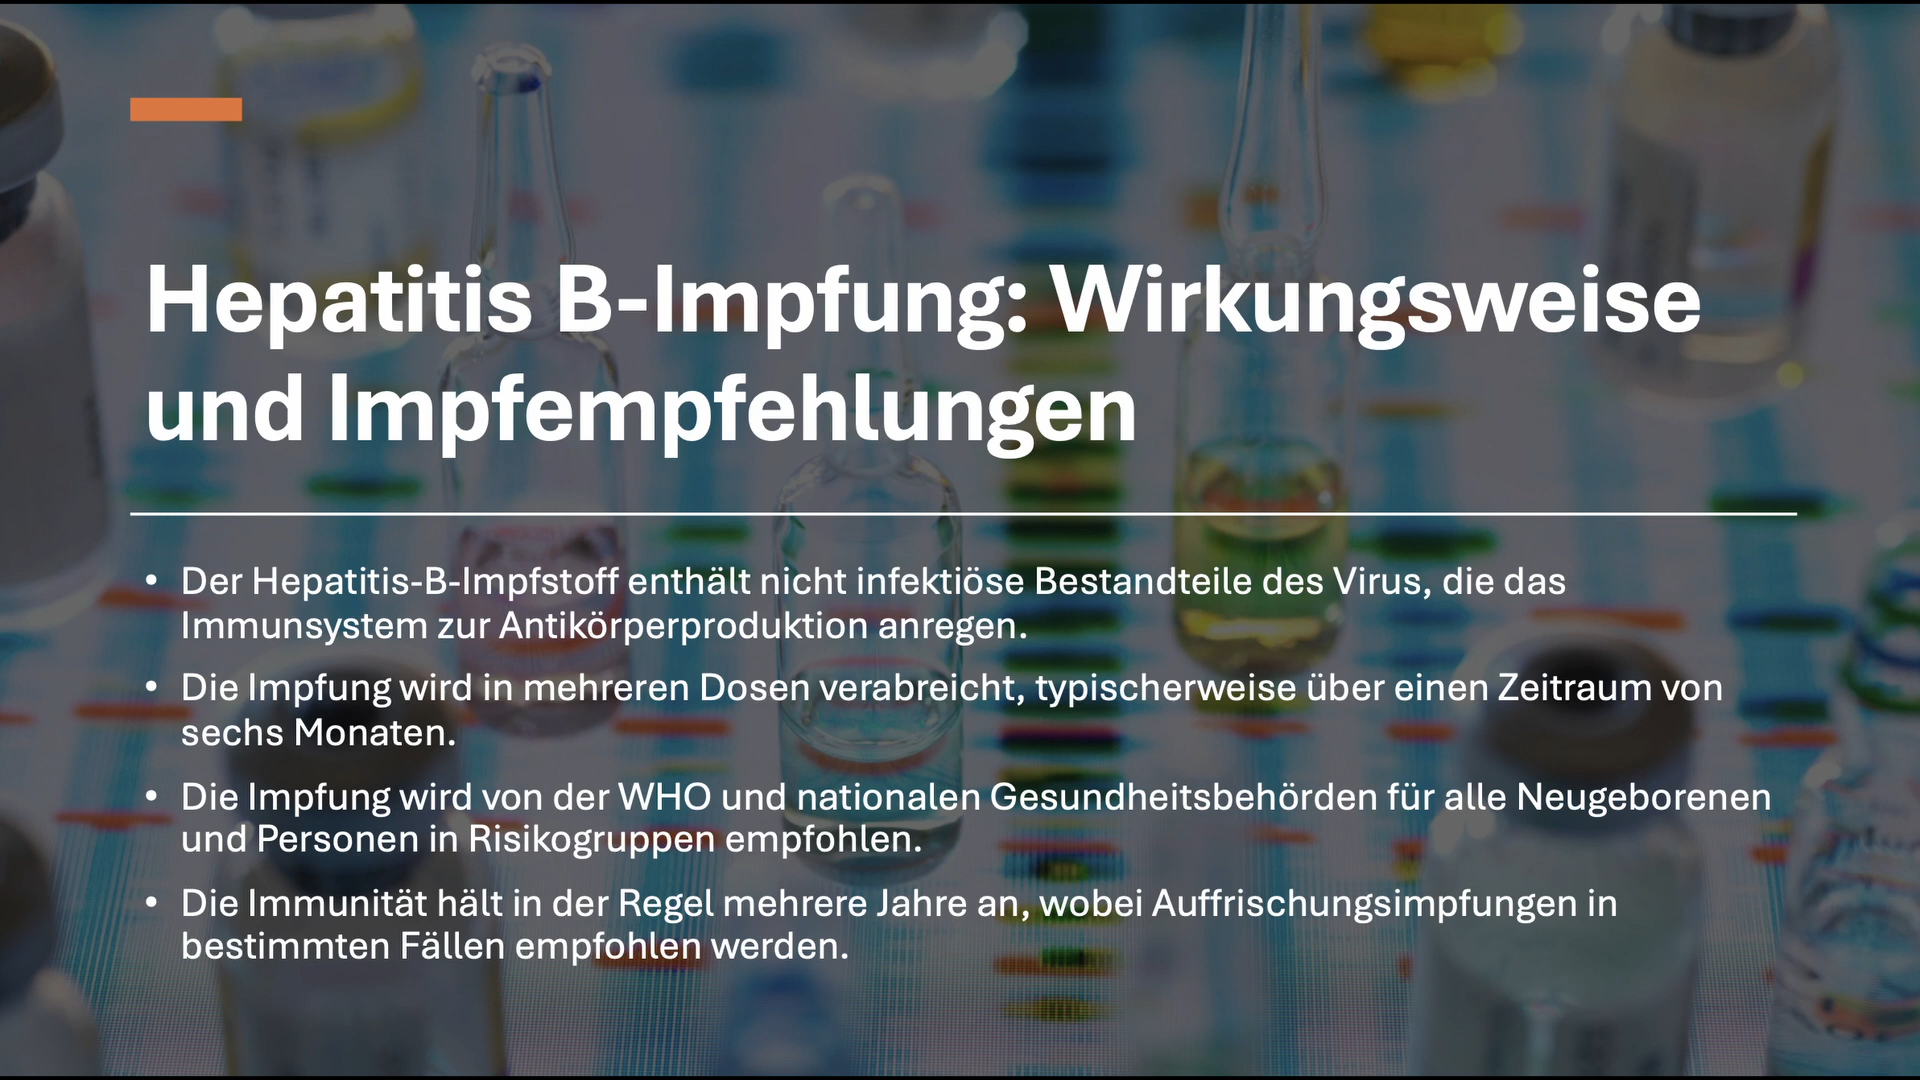 Hepatitis B-Impfung: Wirkungsweise
und Impfempfehlungen
• Der Hepatitis-B-Impfstoff enthält nicht infektiöse Bestandteile des Virus, die das
Immunsystem zur Antikörperproduktion anregen.
• Die Impfung wird in mehreren Dosen verabreicht, typischerweise über einen Zeitraum von
sechs Monaten.
• Die Impfung wird von der WHO und nationalen Gesundheitsbehörden für alle Neugeborenen
und Personen in Risikogruppen empfohlen.
• Die Immunität hält in der Regel mehrere Jahre an, wobei Auffrischungsimpfungen in
bestimmten Fällen empfohlen werden.